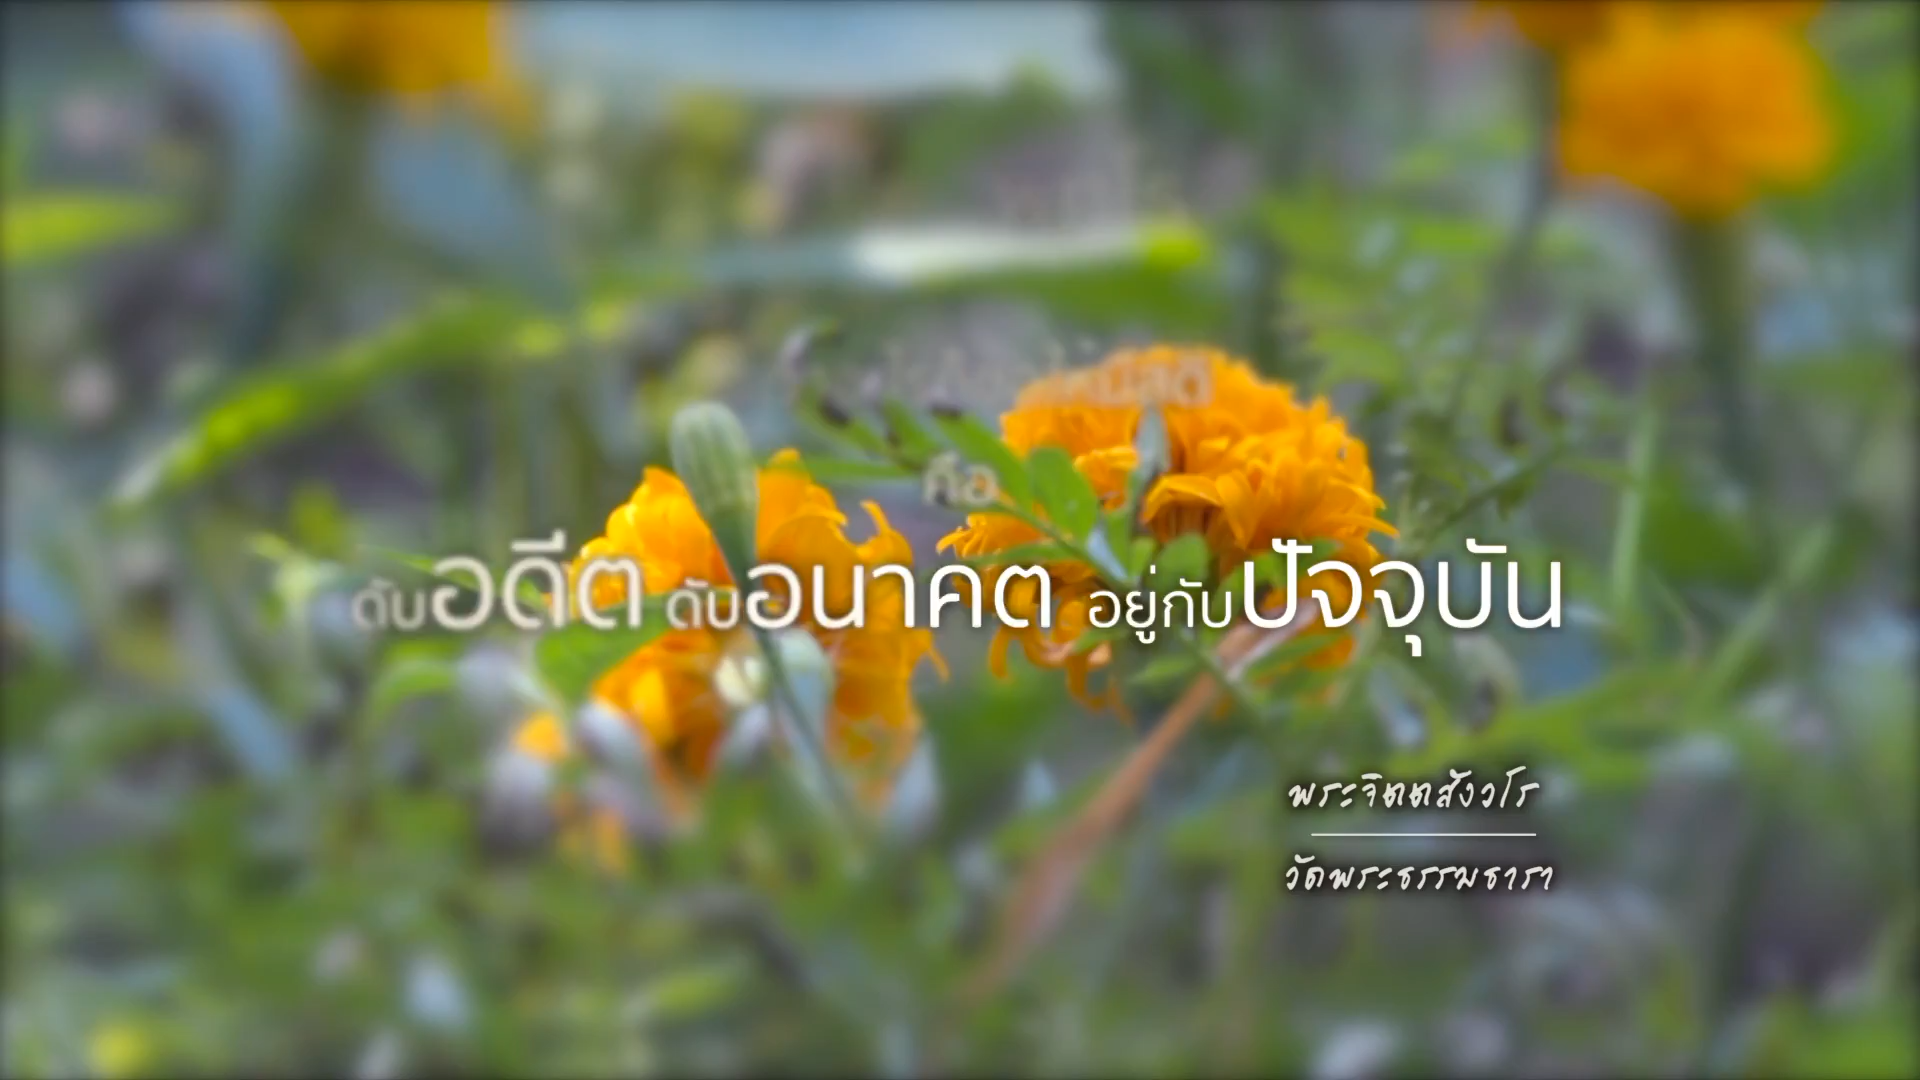 คือ
ดับอดีต ดับอนาคต อยู่กับปัจจุบัน
พระจิตตสังวโร
วัดพระธรรมธารา